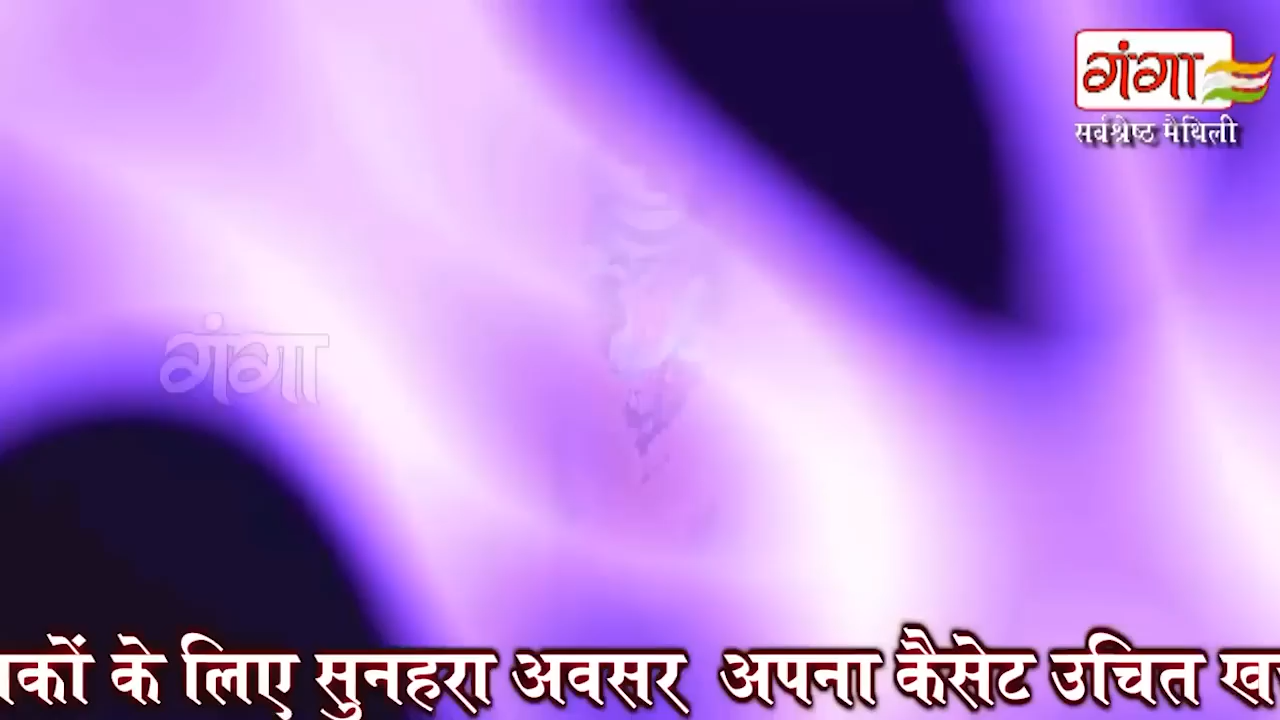 गंगा
सर्वश्रेष्ठ मैथिली
गंगा
के लिए सुनहरा अवसर अपना कैसेट उचित